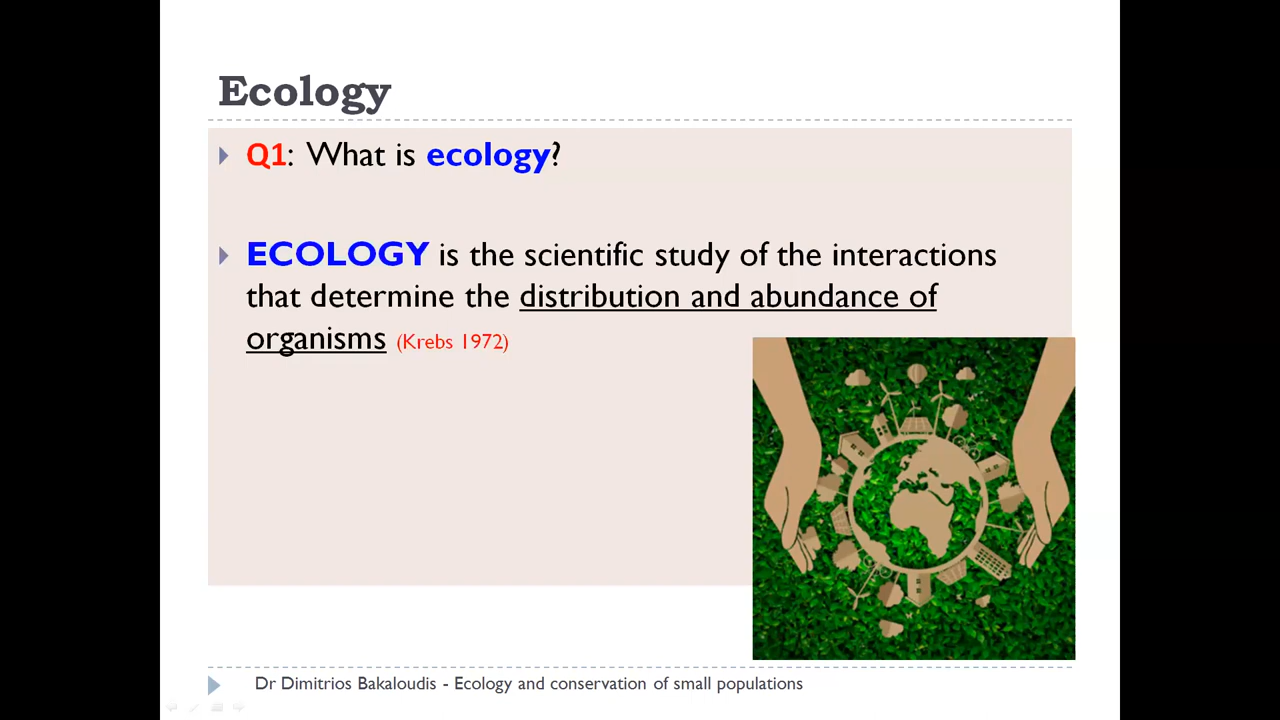 Ecology
Q1: What is ecology?
ECOLOGY is the scientific study of the interactions
that determine the distribution and abundance of
organisms (Krebs 1972)
Dr Dimitrios Bakaloudis - Ecology and conservation of small populations